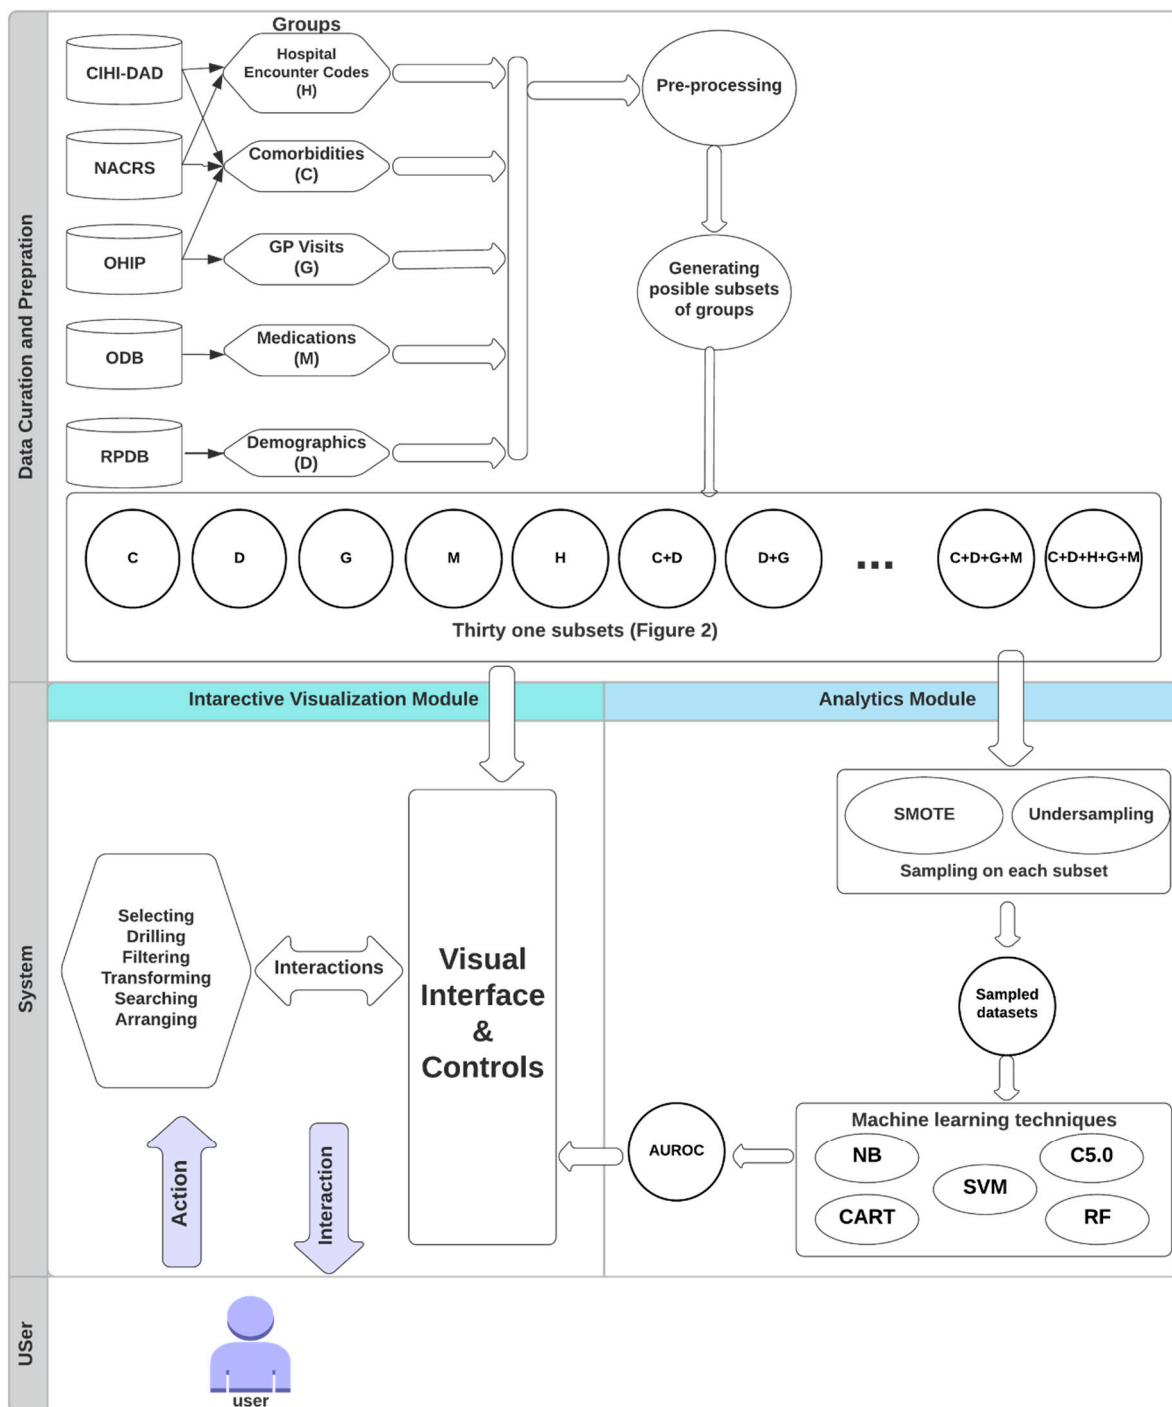 Groups
CIHI-DAD
Hospital
Encounter Codes
(H)
Pre-processing
NACRS
Comorbidities
(C)
OHIP
GP Visits
(G)
Generating
posible subsets
of groups
ODB
Medications
(M)
RPDB
Demographics
(D)
Data Curation and Prepration
C
D
G
M
H
C+D
D+G
...
C+D+G+M
C+D+H+G+M
Thirty one subsets (Figure 2)
Intarective Visualization Module
Analytics Module
System
SMOTE
Undersampling
Sampling on each subset
Selecting
Drilling
Filtering
Transforming
Searching
Arranging
Interactions
Visual
Interface
&
Controls
Sampled
datasets
Machine learning techniques
NB
C5.0
SVM
CART
RF
AUROC
Action
Interaction
USer
user